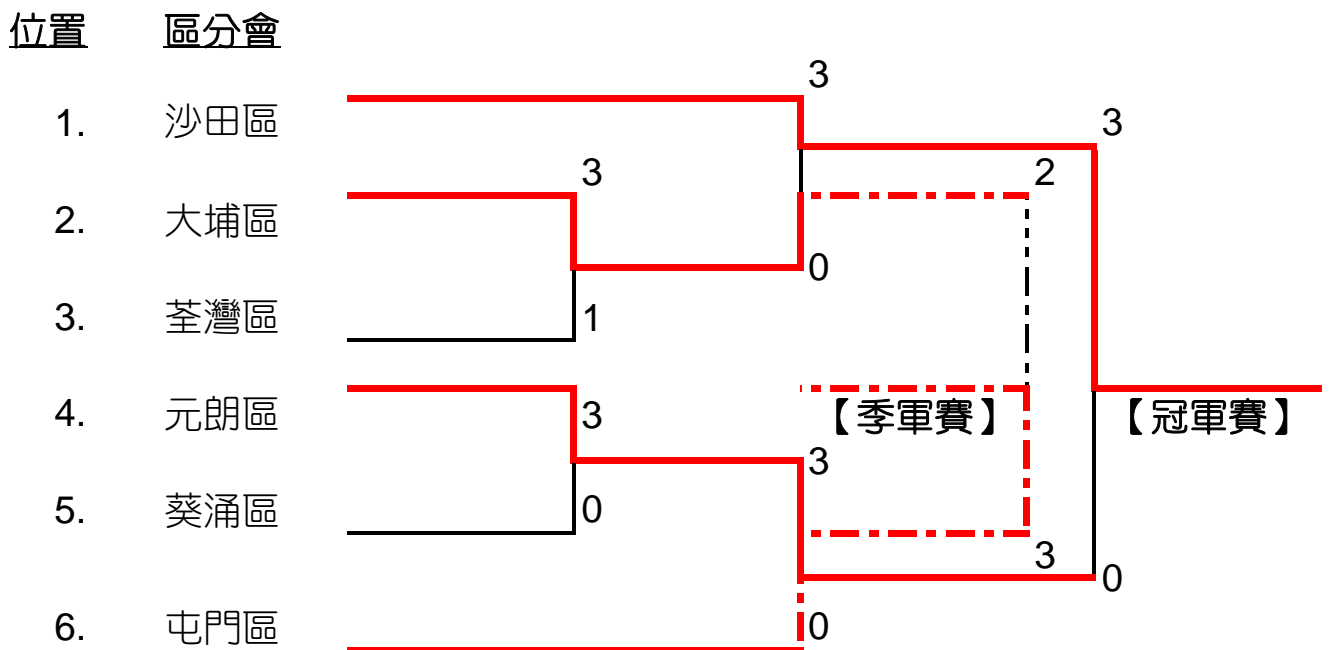 位置 區分會
3
1. 沙田區
3
3
2
2. 大埔區
0
3. 荃灣區
1
4. 元朗區
3
【季軍賽】
【冠軍賽】
3
5. 葵涌區
0
3
0
6. 屯門區
0